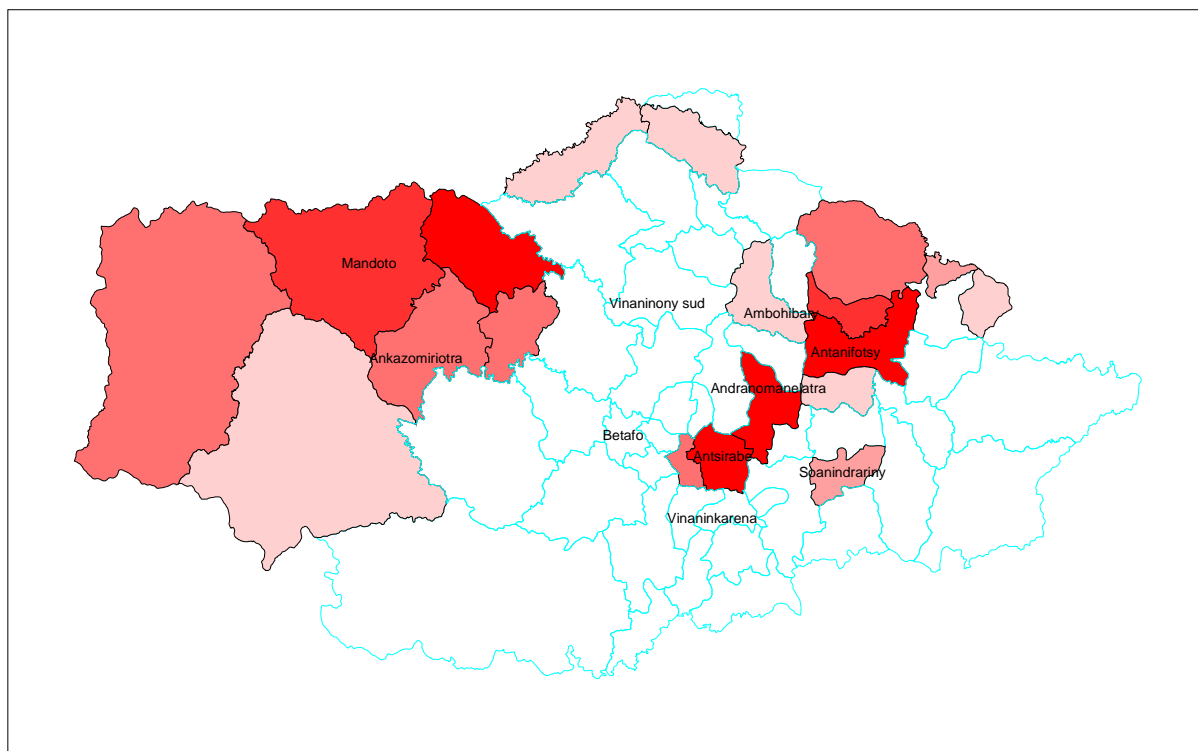 Mandoto
Vinaninony sud
Ambohibary
Antanifotsy
Ankazomiriotra
Andranomanelatra
Betafo
Antsirabe
Soanindrariny
Vinaninkarena